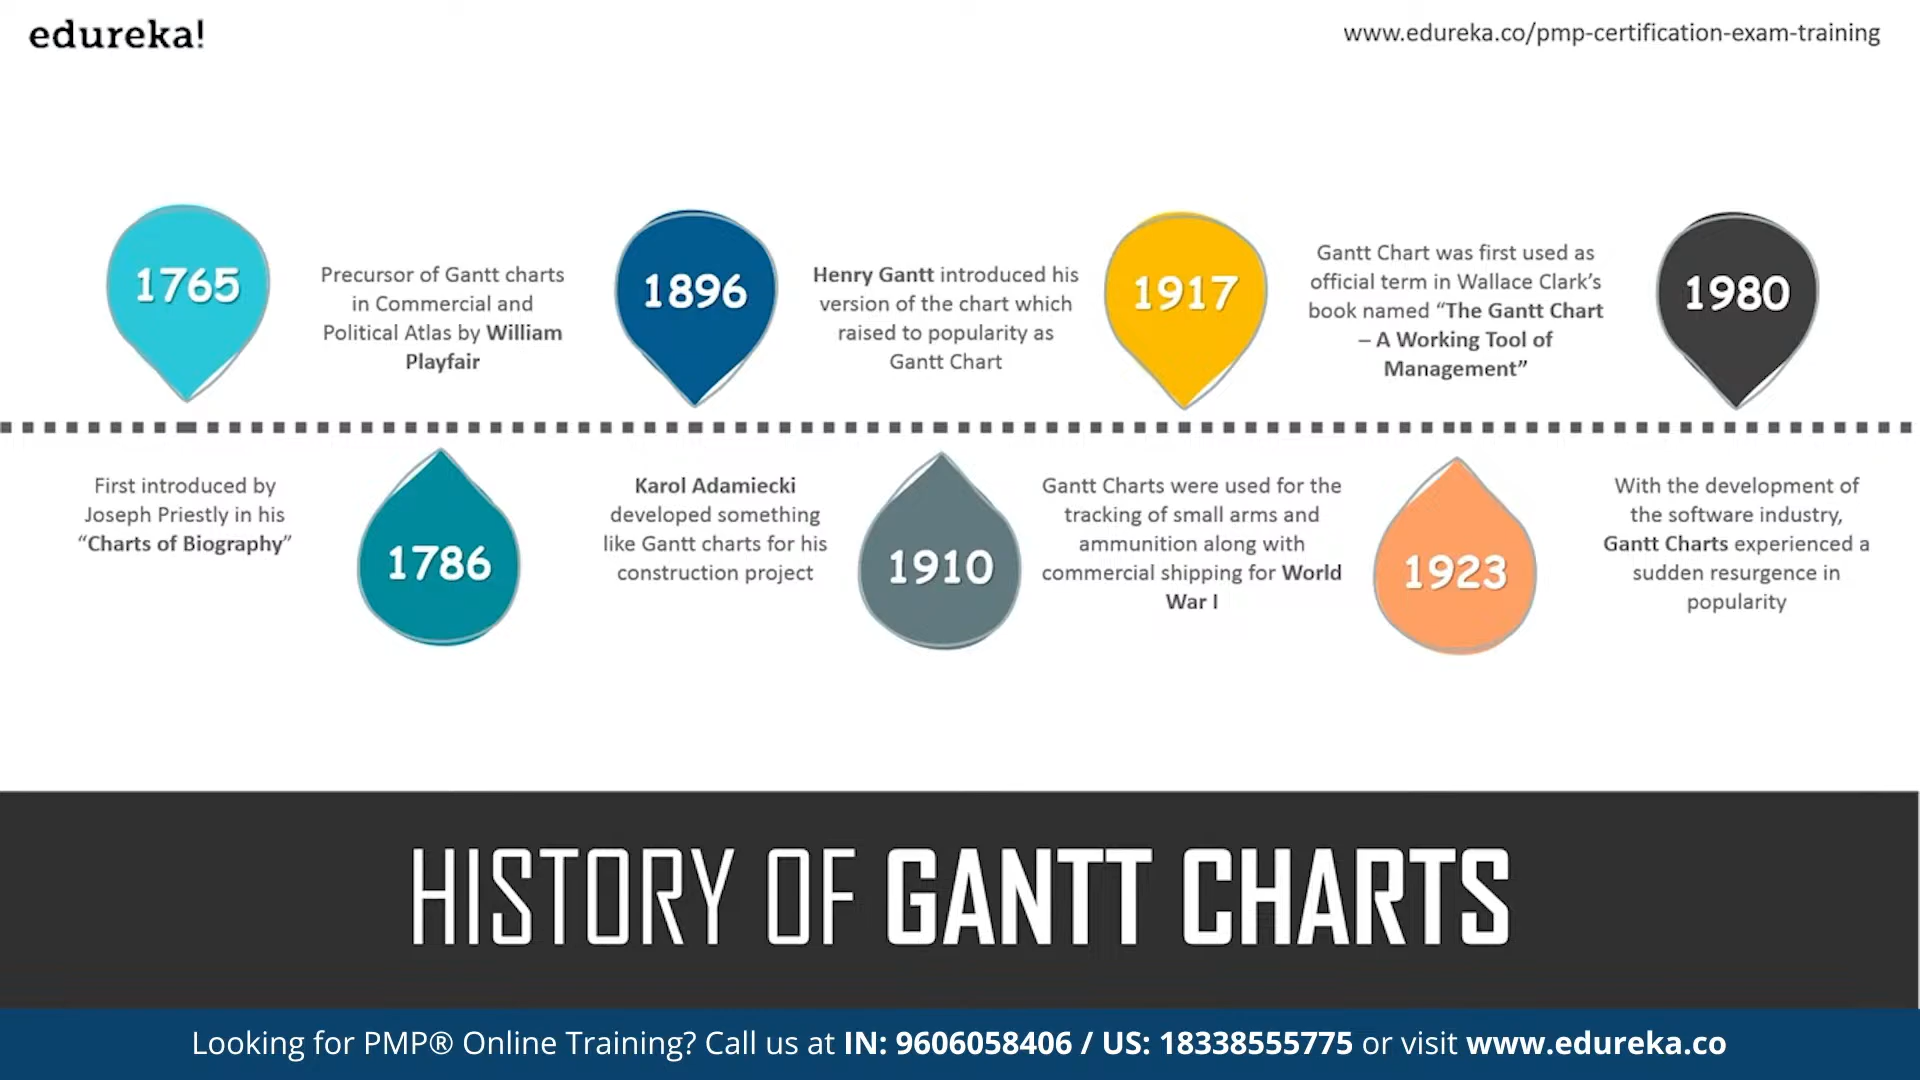 edureka!
www.edureka.co/pmp-certification-exam-training
1765
First introduced by
Joseph Priestly in his
“Charts of Biography”
Precursor of Gantt charts
in Commercial and
Political Atlas by William
Playfair
1786
1896
Karol Adamiecki
developed something
like Gantt charts for his
construction project
Henry Gantt introduced his
version of the chart which
raised to popularity as
Gantt Chart
1910
1917
Gantt Charts were used for the
tracking of small arms and
ammunition along with
commercial shipping for World
War I
Gantt Chart was first used as
official term in Wallace Clark’s
book named “The Gantt Chart
– A Working Tool of
Management”
1923
1980
With the development of
the software industry,
Gantt Charts experienced a
sudden resurgence in
popularity
HISTORY OF GANTT CHARTS
Looking for PMP® Online Training? Call us at IN: 9606058406 / US: 18338555775 or visit www.edureka.co